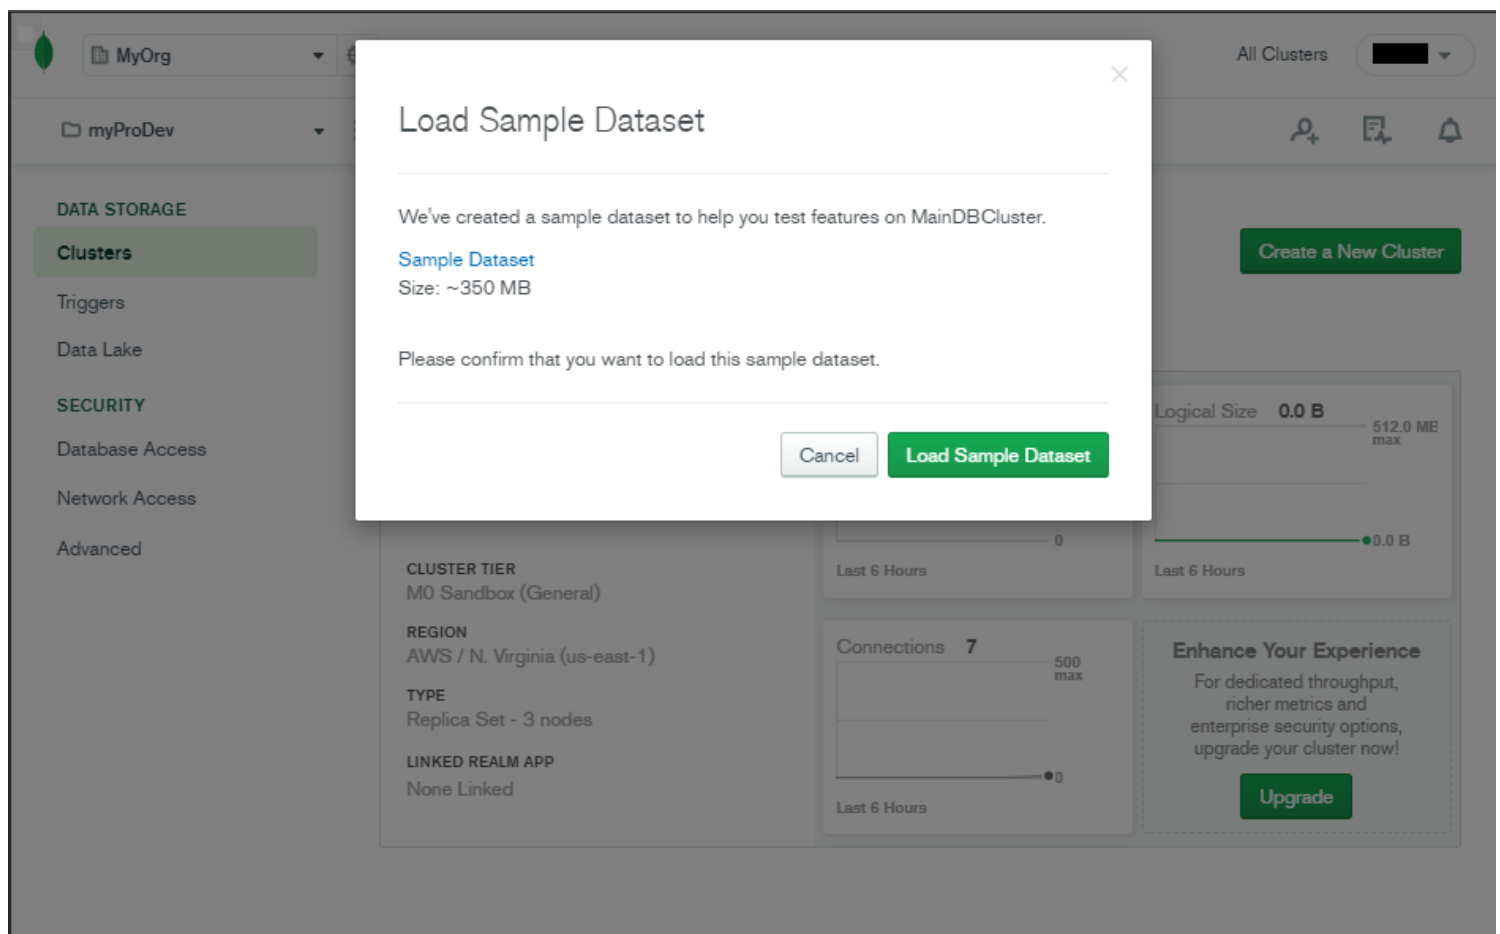 MyOrg
All Clusters
myProDev
DATA STORAGE
Clusters
Triggers
Data Lake
SECURITY
Database Access
Network Access
Advanced
Load Sample Dataset
We've created a sample dataset to help you test features on MainDBCluster.
Sample Dataset
Size: ~350 MB
Please confirm that you want to load this sample dataset.
Cancel
Load Sample Dataset
Create a New Cluster
CLUSTER TIER
M0 Sandbox (General)
REGION
AWS / N. Virginia (us-east-1)
TYPE
Replica Set - 3 nodes
LINKED REALM APP
None Linked
0
Last 6 Hours
Logical Size 0.0 B
512.0 MB
max
0.0 B
Last 6 Hours
Connections 7
500
max
0
Last 6 Hours
Enhance Your Experience
For dedicated throughput,
richer metrics and
enterprise security options,
upgrade your cluster now!
Upgrade